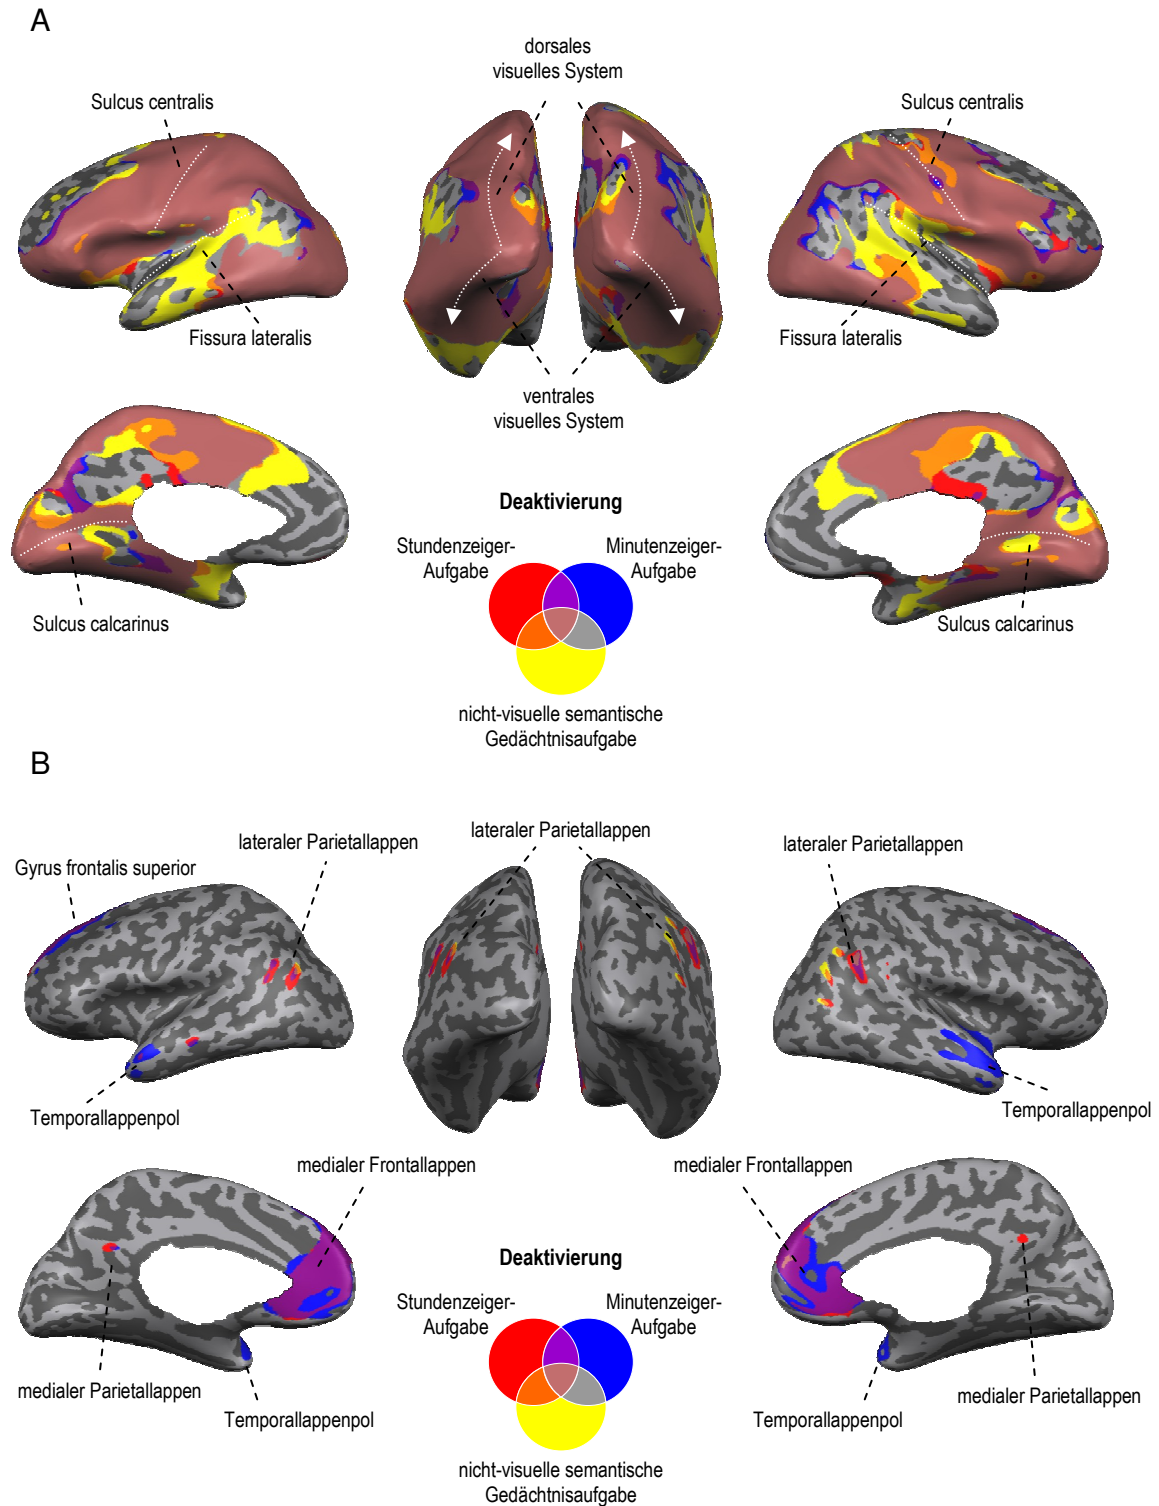 A
dorsales
visuelles System
Sulcus centralis
Sulcus centralis
Fissura lateralis
Fissura lateralis
ventrales
visuelles System
Deaktivierung
Stundenzeiger-
Aufgabe
Minutenzeiger-
Aufgabe
Sulcus calcarinus
Sulcus calcarinus
nicht-visuelle semantische
Gedächtnisaufgabe
B
lateraler Parietallappen
lateraler Parietallappen
lateraler Parietallappen
Gyrus frontalis superior
Temporallappenpol
Temporallappenpol
medialer Frontallappen
medialer Frontallappen
Deaktivierung
Stundenzeiger-
Aufgabe
Minutenzeiger-
Aufgabe
medialer Parietallappen
medialer Parietallappen
Temporallappenpol
Temporallappenpol
nicht-visuelle semantische
Gedächtnisaufgabe